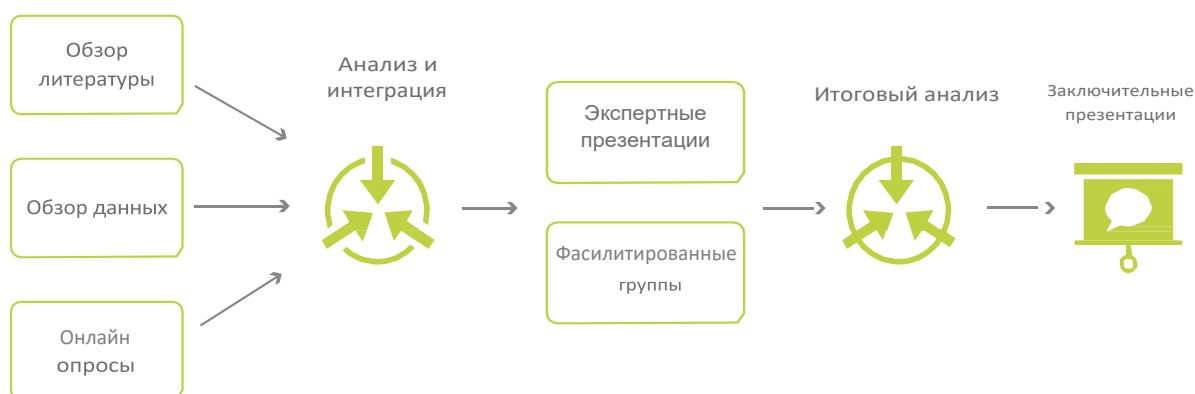 Обзор
литературы
Обзор данных
Онлайн
опросы
Анализ и
интеграция
Экспертные
презентации
Фасилитированные
группы
Итоговый анализ
Заключительные
презентации